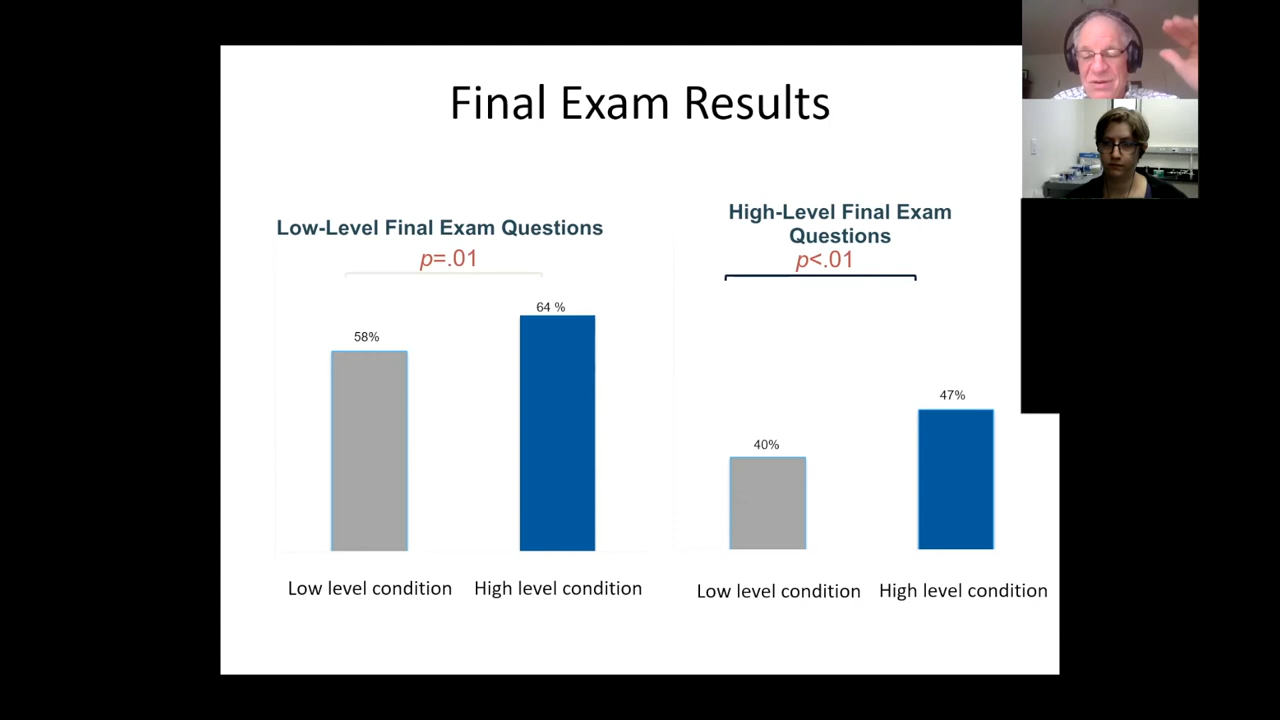 Final Exam Results
Low-Level Final Exam Questions
p=.01
58%
64 %
Low level condition
High level condition
High-Level Final Exam
Questions
p<.01
40%
47%
Low level condition
High level condition